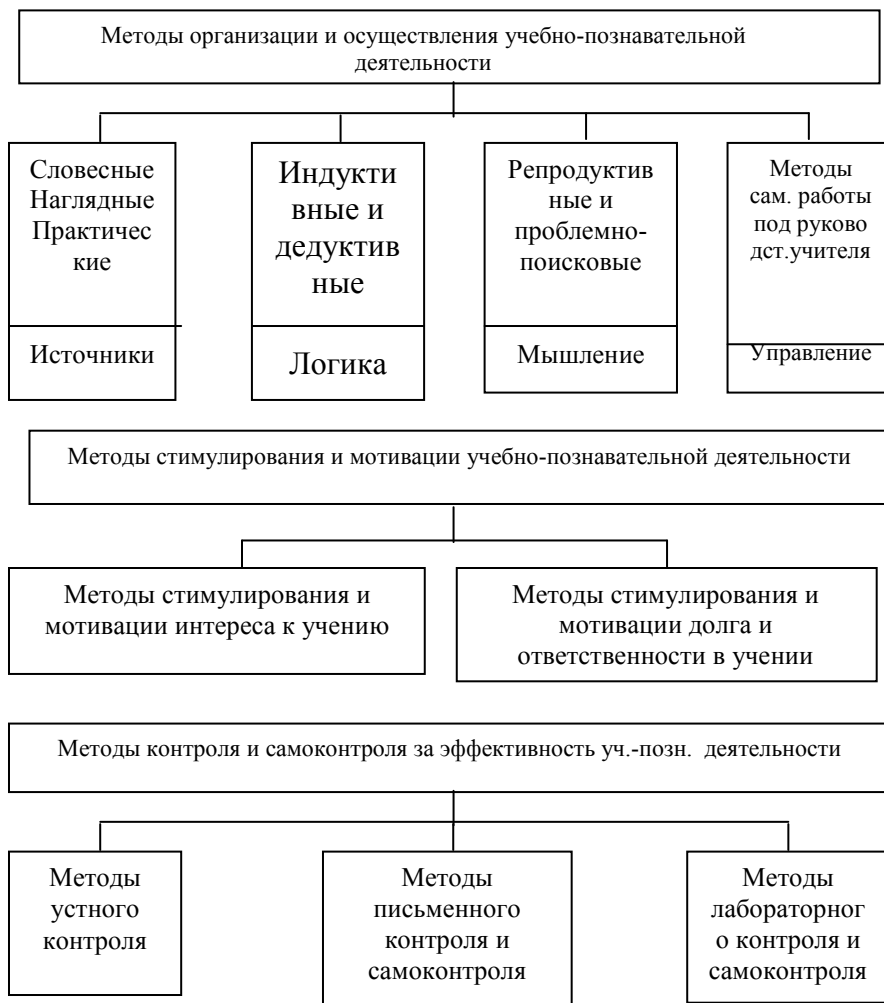 Методы организации и осуществления учебно-познавательной
деятельности
Словесные
Наглядные
Практичес
кие
Источники
Индукти
вные и
дедуктив
ные
Логика
Репродуктив
ные и
проблемно-
поисковые
Мышление
Методы
сам. работы
под руково
дст.учителя
Управление
Методы стимулирования и мотивации учебно-познавательной деятельности
Методы стимулирования и
мотивации интереса к учению
Методы стимулирования и
мотивации долга и
ответственности в учении
Методы контроля и самоконтроля за эффективность уч.-позн. деятельности
Методы
устного
контроля
Методы
письменного
контроля и
самоконтроля
Методы
лабораторног
о контроля и
самоконтроля